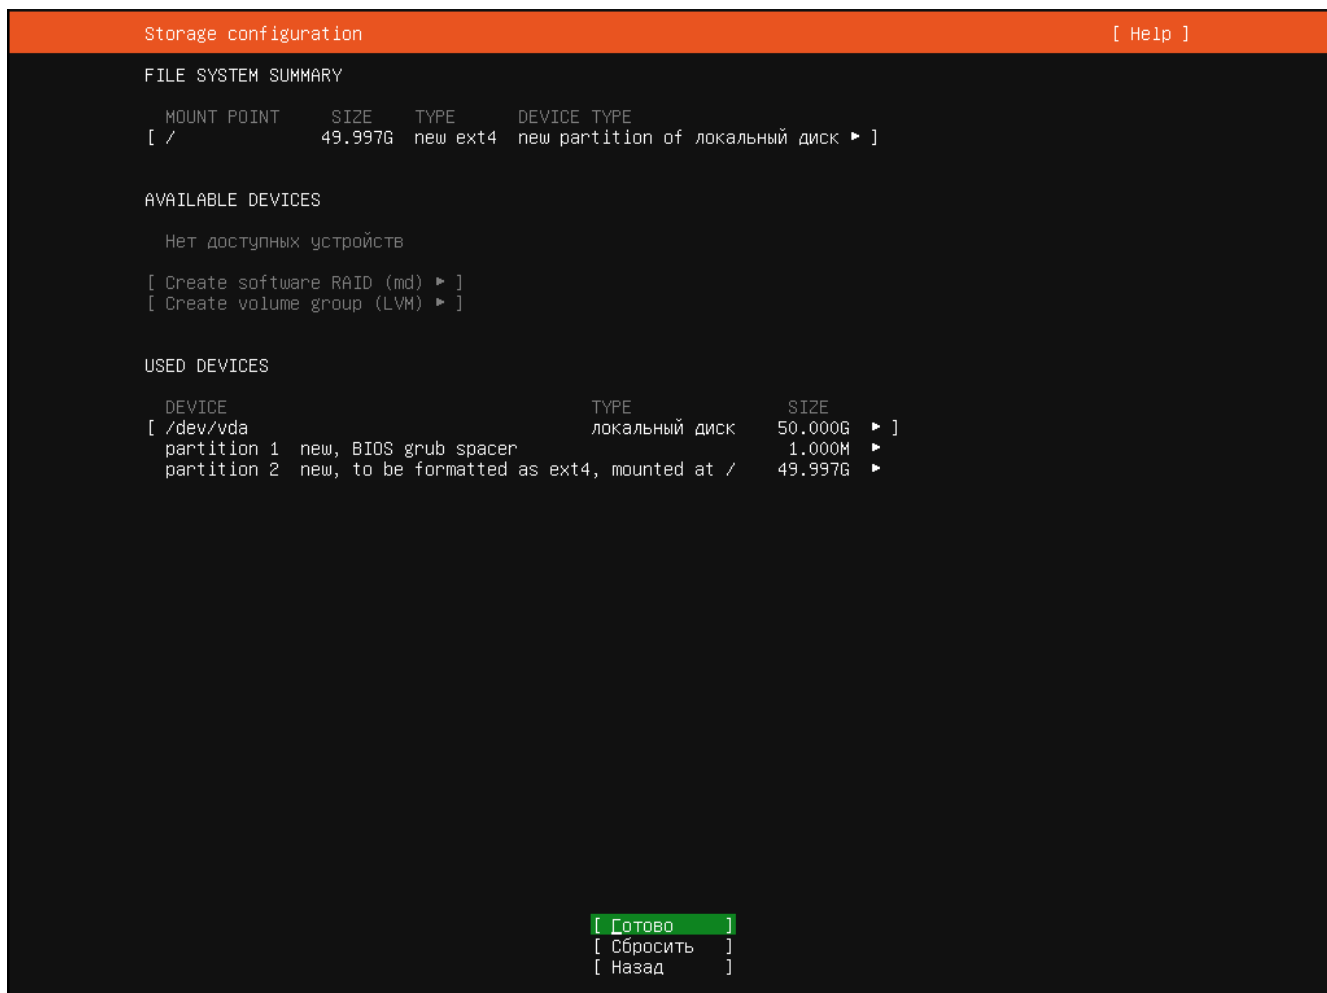 Storage configuration [ Help ]
FILE SYSTEM SUMMARY
MOUNT POINT SIZE TYPE DEVICE TYPE
[ / 49.997G new ext4 new partition of локальный диск ▸ ]
AVAILABLE DEVICES
Нет доступных устройств
[ Create software RAID (md) ▸ ]
[ Create volume group (LVM) ▸ ]
USED DEVICES
DEVICE TYPE SIZE
[ /dev/vda локальный диск 50.000G ▸ ]
partition 1 new, BIOS grub spacer 1.000M ▸
partition 2 new, to be formatted as ext4, mounted at / 49.997G ▸
[ Готово ]
[ Сбросить ]
[ Назад ]